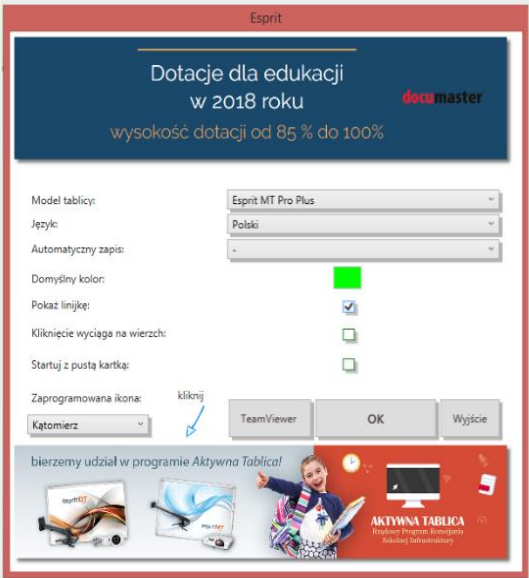 Esprit
Dotacje dla edukacji
w 2018 roku
wysokość dotacji od 85 % do 100%
documaster
Model tablicy:
Esprit MT Pro Plus
Język:
Polski
Automatyczny zapis:
-
Domyślny kolor:
Pokaż linijkę:
Kliknięcie wyciąga na wierzch:
Startuj z pustą kartką:
Zaprogramowana ikona:
kliknij
Kątomierz
TeamViewer
OK
Wyjście
bierzemy udział w programie Aktywna Tablica!
AKTYWNA TABLICA
Rządowy Program Rozwijania
Szkolnej Infrastruktury